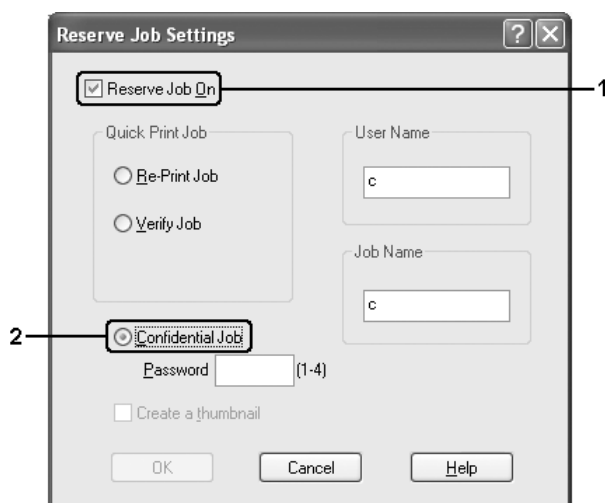 Reserve Job Settings
Reserve Job On
1
Quick Print Job
User Name
Re-Print Job
c
Verify Job
Job Name
c
2
Confidential Job
Password
(1-4)
Create a thumbnail
OK
Cancel
Help